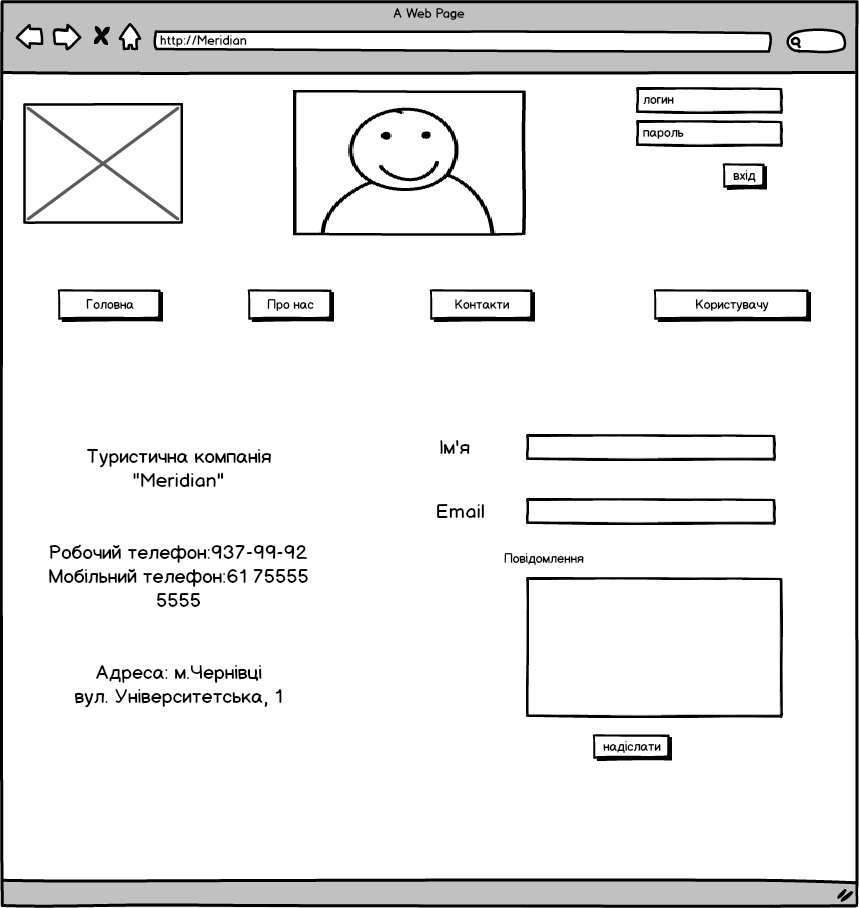 A Web Page
http://Meridian
логин
пароль
вхід
Головна
Про нас
Контакти
Користувачу
Туристична компанія
"Meridian"
Робочий телефон:937-99-92
Мобільний телефон:61 75555
5555
Адреса: м.Чернівці
вул. Університетська, 1
Ім'я
Email
Повідомлення
надіслати